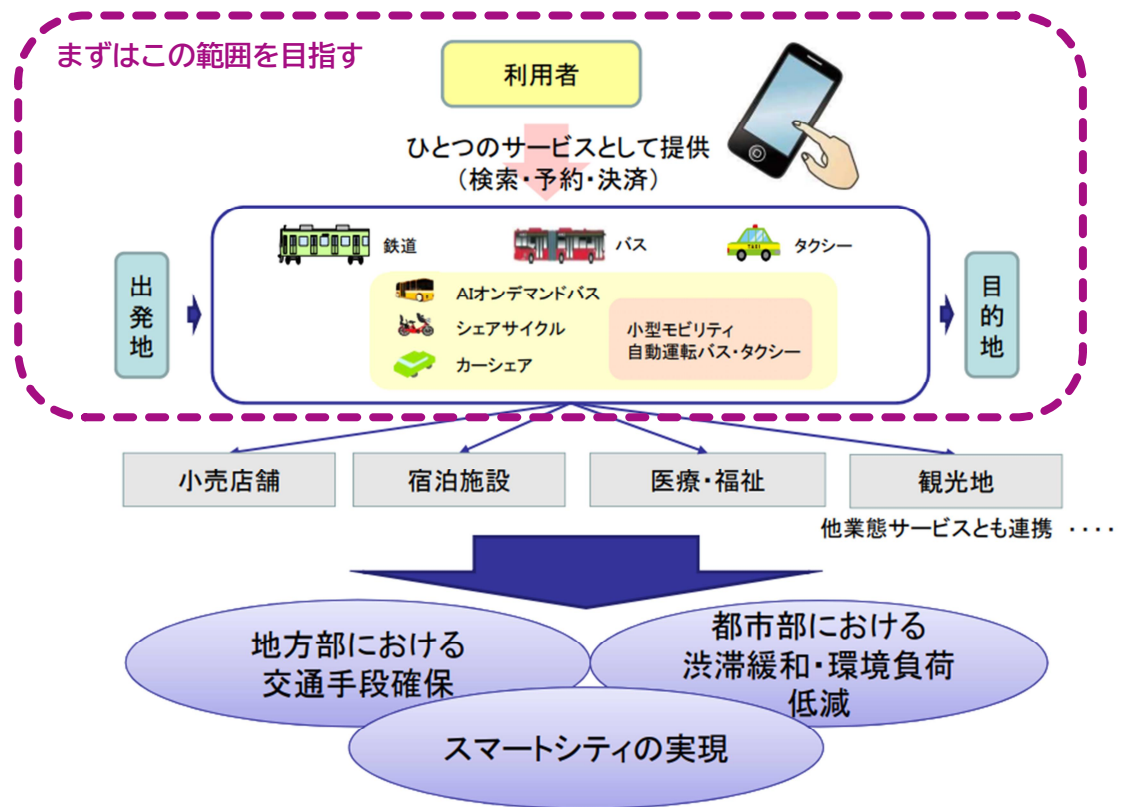 まずはこの範囲を目指す
利用者
ひとつのサービスとして提供
（検索・予約・決済）
鉄道
バス
TAXI
タクシー
出発地
目的地
AIオンデマンドバス
シェアサイクル
カーシェア
小型モビリティ
自動運転バス・タクシー
小売店舗
宿泊施設
医療・福祉
観光地
他業態サービスとも連携 ････
地方部における
交通手段確保
都市部における
渋滞緩和・環境負荷
低減
スマートシティの実現